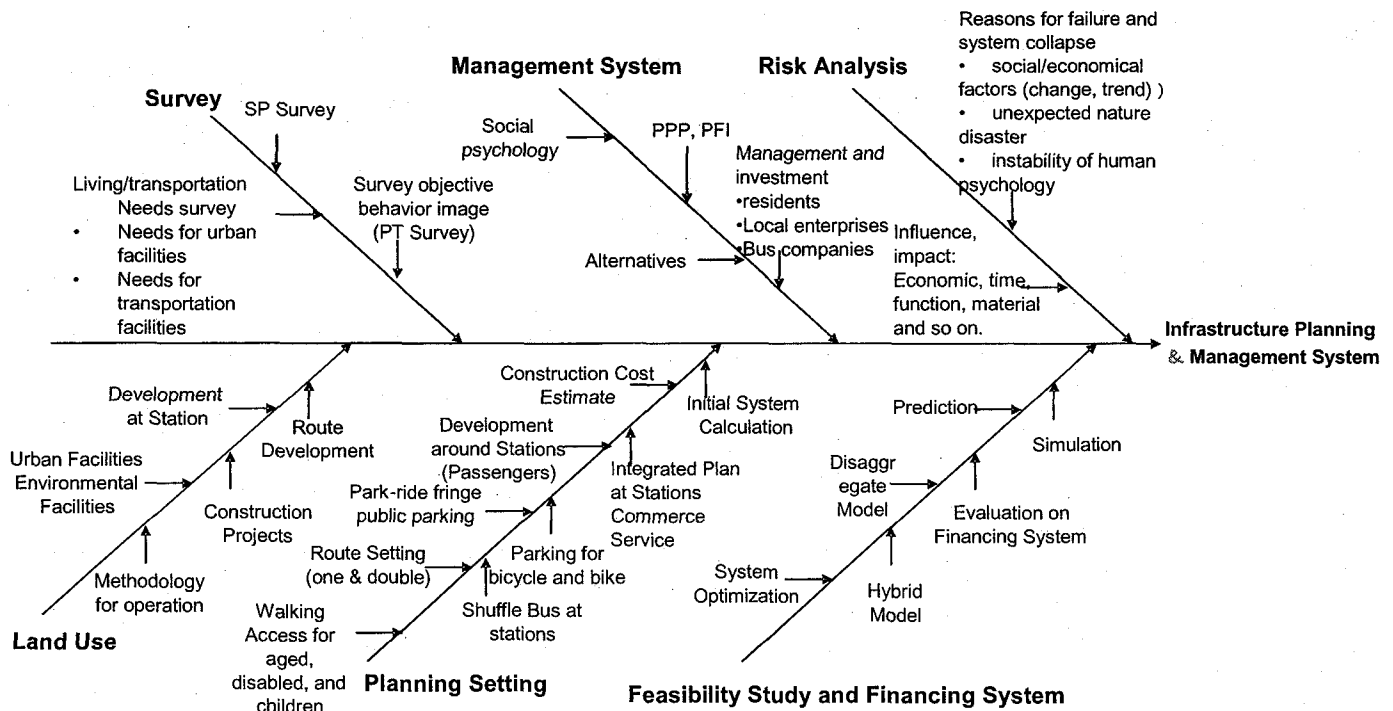 Reasons for failure and
system collapse
• social/economical
factors (change, trend) )
• unexpected nature
disaster
• instability of human
psychology
Management System
Risk Analysis
Survey
SP Survey
Social
psychology
PPP, PFI
Management and
investment
•residents
•Local enterprises
•Bus companies
Living/transportation
Needs survey
• Needs for urban
facilities
• Needs for
transportation
facilities
Survey objective
behavior image
(PT Survey)
Alternatives
Influence,
impact:
Economic, time,
function, material
and so on.
Infrastructure Planning
& Management System
Development
at Station
Route
Development
Urban Facilities
Environmental
Facilities
Construction
Projects
Methodology
for operation
Land Use
Construction Cost
Estimate
Initial System
Calculation
Development
around Stations
(Passengers)
Integrated Plan
at Stations
Commerce
Service
Park-ride fringe
public parking
Parking for
bicycle and bike
Route Setting
(one & double)
Shuffle Bus at
stations
Walking
Access for
aged,
disabled, and
children
Planning Setting
Prediction
Simulation
Disaggr
egate
Model
Evaluation on
Financing System
System
Optimization
Hybrid
Model
Feasibility Study and Financing System